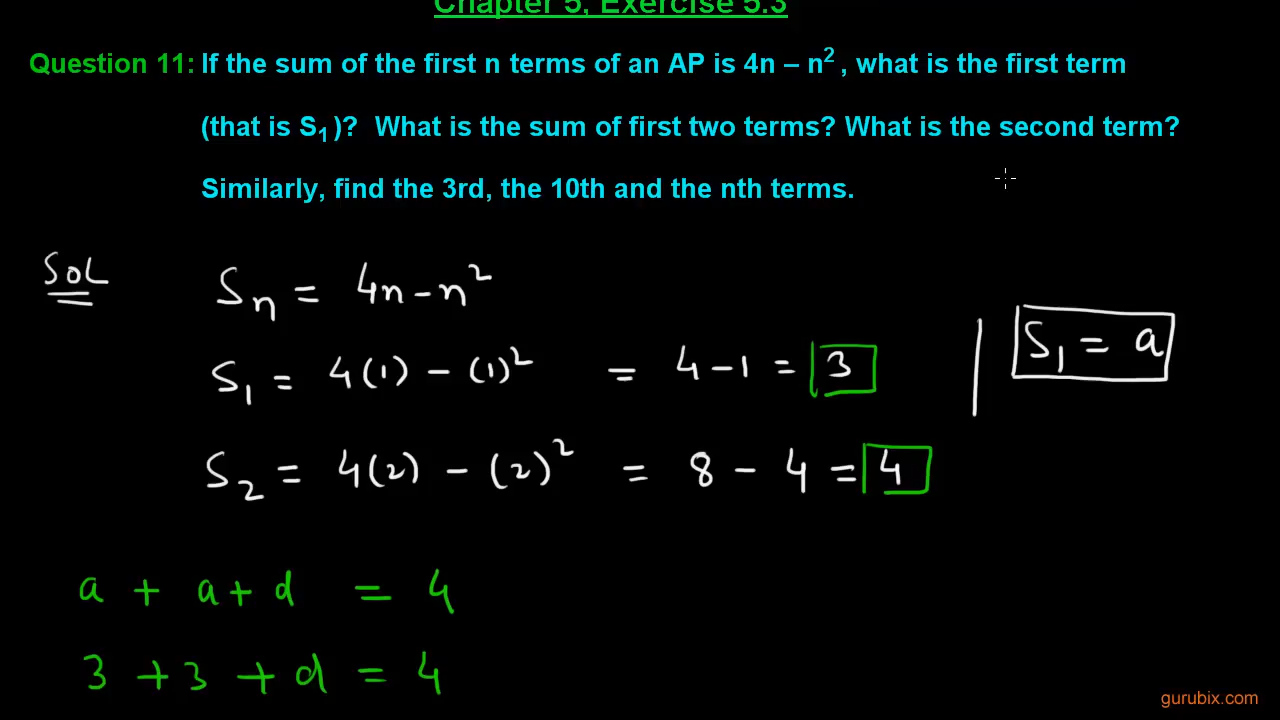 Chapter 5, Exercise 5.3
Question 11: If the sum of the first n terms of an AP is 4n – n², what is the first term
(that is S₁)? What is the sum of first two terms? What is the second term?
Similarly, find the 3rd, the 10th and the nth terms.
SOL
Sₙ = 4n - n²
S₁ = 4(1) - (1)² = 4 - 1 = 3
S₁ = a
S₂ = 4(2) - (2)² = 8 - 4 = 4
a + a + d = 4
3 + 3 + d = 4
gurubix.com